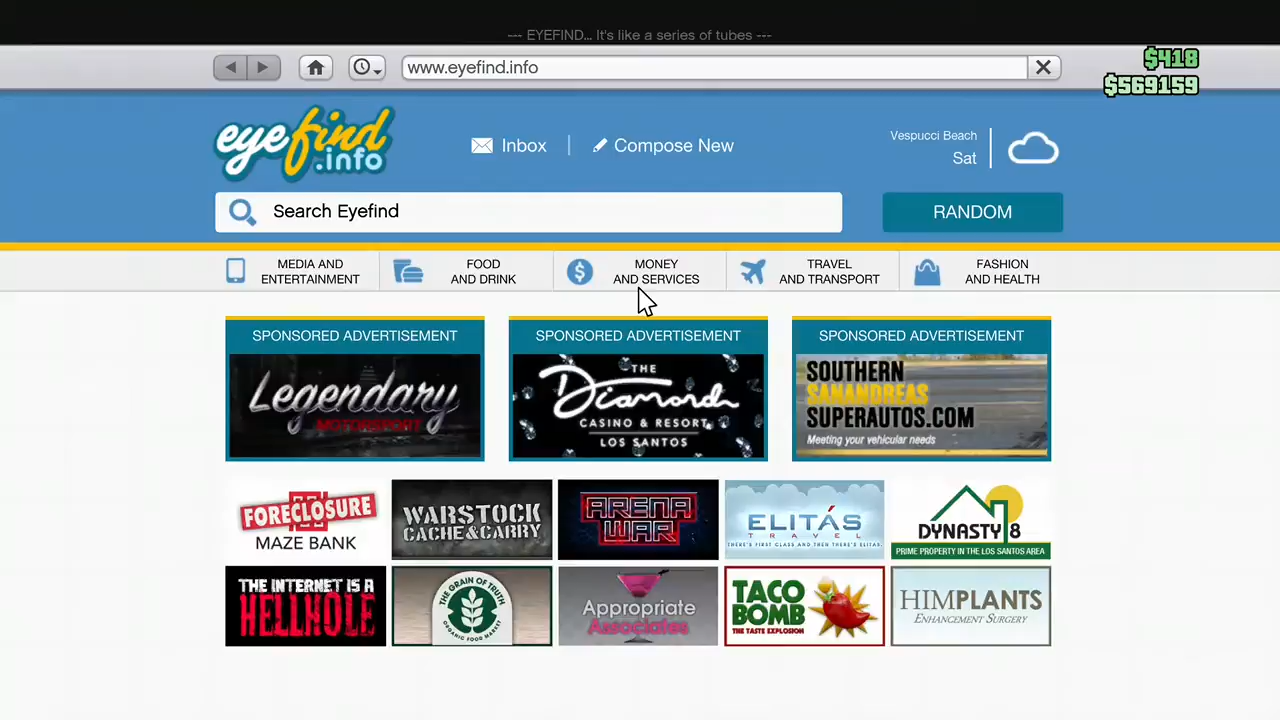 --- EYEFIND... It's like a series of tubes ---
www.eyefind.info
$418
$569159
eyefind
.info
Inbox
Compose New
Vespucci Beach
Sat
Search Eyefind
RANDOM
MEDIA AND
ENTERTAINMENT
FOOD
AND DRINK
MONEY
AND SERVICES
TRAVEL
AND TRANSPORT
FASHION
AND HEALTH
SPONSORED ADVERTISEMENT
Legendary
MOTORSPORT
SPONSORED ADVERTISEMENT
THE
Diamond
CASINO & RESORT
LOS SANTOS
SPONSORED ADVERTISEMENT
SOUTHERN
SANANDREAS
SUPERAUTOS.COM
Meeting your vehicular needs
FORECLOSURE
MAZE BANK
WARSTOCK
CACHE & CARRY
ARENA
WAR
ELITÁS
TRAVEL
THERE'S FIRST CLASS AND THEN THERE'S ELITÁS.
DYNASTY 8
PRIME PROPERTY IN THE LOS SANTOS AREA
THE INTERNET IS A
HELLHOLE
THE GRAIN OF TRUTH
ORGANIC FOOD MARKET
Appropriate
Associates
TACO
BOMB
THE TASTE EXPLOSION
HIMPLANTS
ENHANCEMENT SURGERY